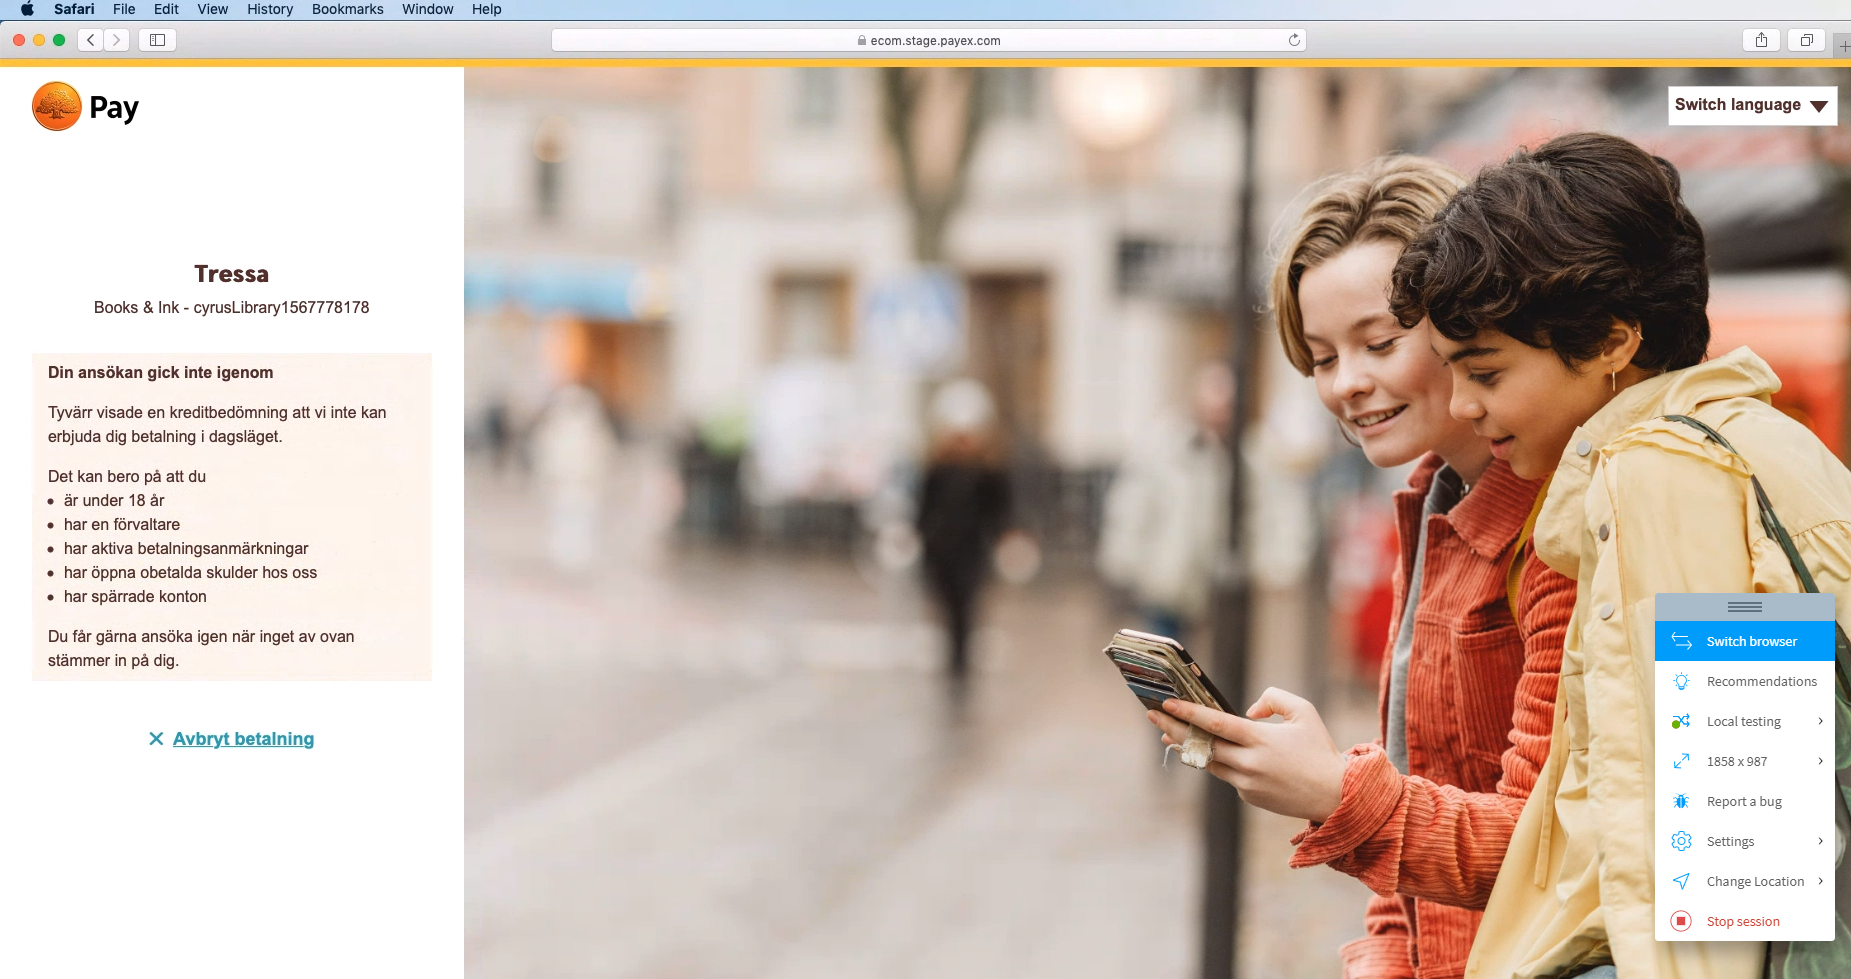 Safari File Edit View History Bookmarks Window Help
ecom.stage.payex.com
Pay
Switch language
Tressa
Books & Ink - cyrusLibrary1567778178
Din ansökan gick inte igenom
Tyvärr visade en kreditbedömning att vi inte kan
erbjuda dig betalning i dagsläget.
Det kan bero på att du
är under 18 år
har en förvaltare
har aktiva betalningsanmärkningar
har öppna obetalda skulder hos oss
har spärrade konton
Du får gärna ansöka igen när inget av ovan
stämmer in på dig.
Avbryt betalning
Switch browser
Recommendations
Local testing
1858 x 987
Report a bug
Settings
Change Location
Stop session